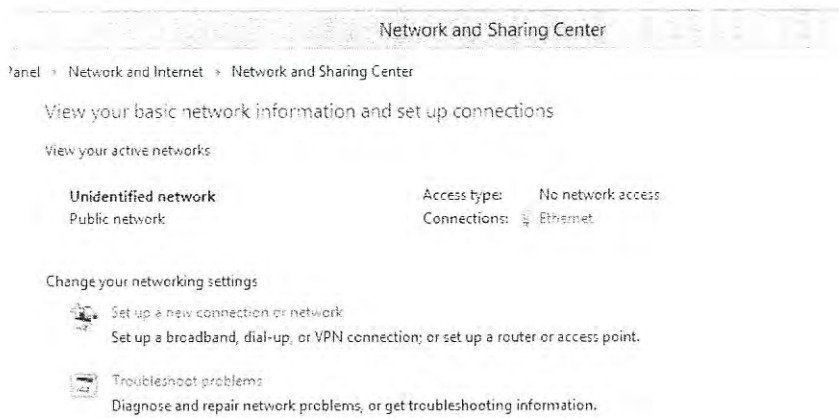 Network and Sharing Center
Panel › Network and Internet › Network and Sharing Center
View your basic network information and set up connections
View your active networks
Unidentified network Access type: No network access
Public network Connections: Ethernet
Change your networking settings
Set up a new connection or network
Set up a broadband, dial-up, or VPN connection; or set up a router or access point.
Troubleshoot problems
Diagnose and repair network problems, or get troubleshooting information.